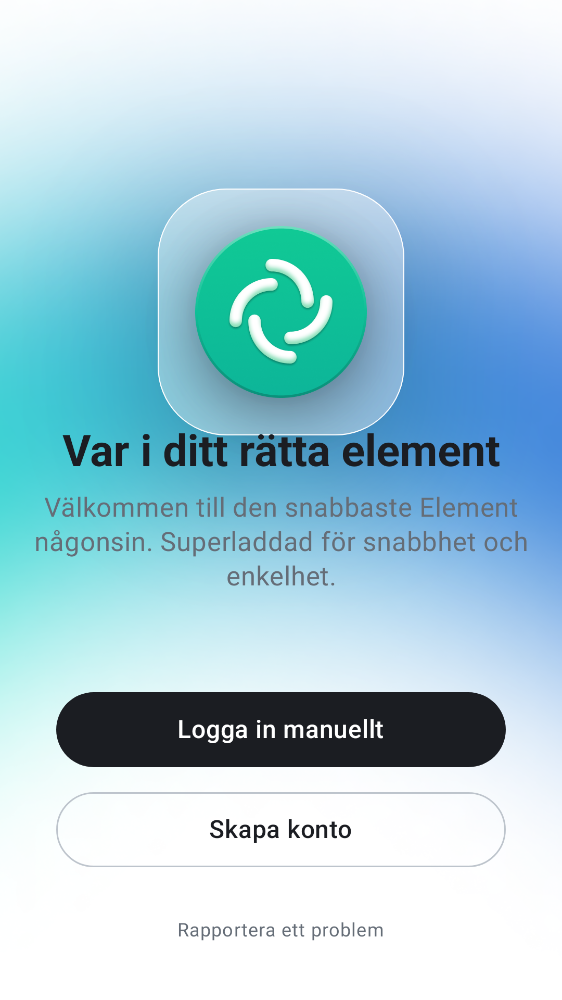 Var i ditt rätta element
Välkommen till den snabbaste Element
någonsin. Superladdad för snabbhet och
enkelhet.
Logga in manuellt
Skapa konto
Rapportera ett problem